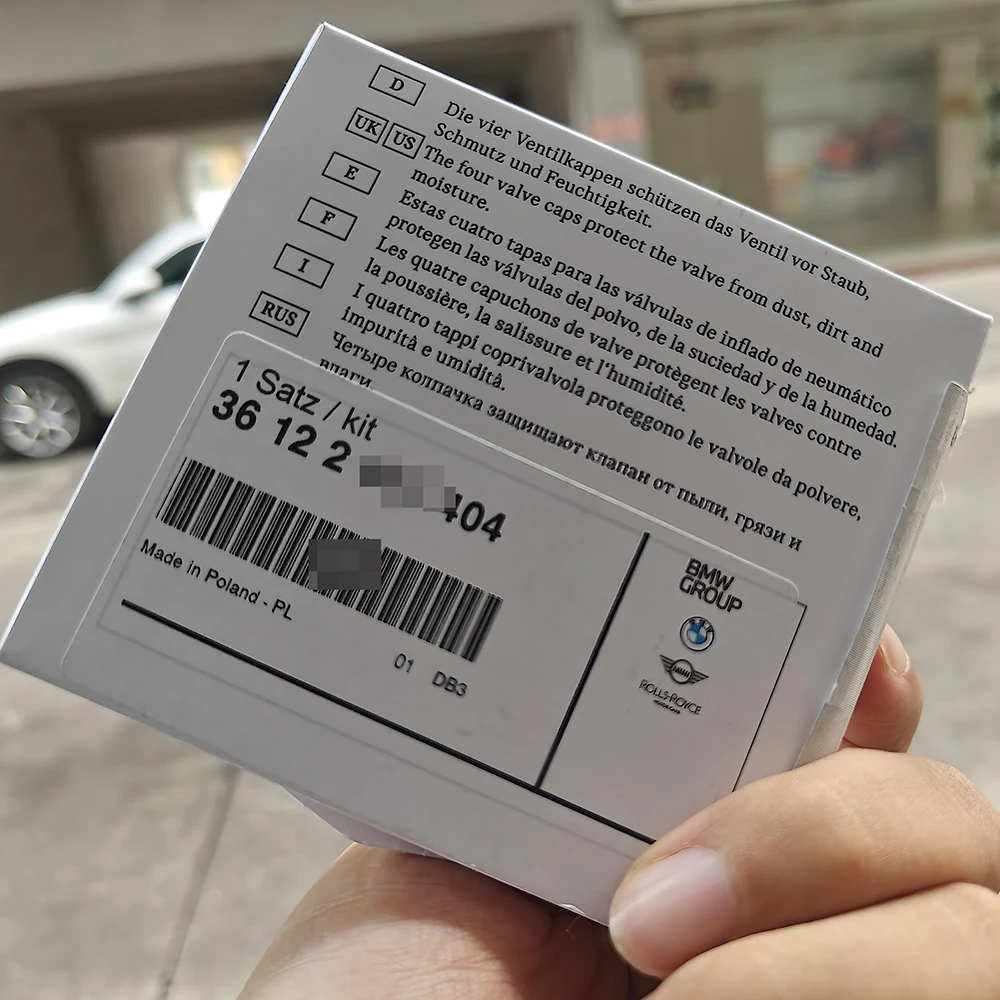 D
Die vier Ventilkappen schützen das Ventil vor Staub,
Schmutz und Feuchtigkeit.
UK US
The four valve caps protect the valve from dust, dirt and
moisture.
E
Estas cuatro tapas para las válvulas de inflado de neumático
protegen las válvulas del polvo, de la suciedad y de la humedad.
F
Les quatre capuchons de valve protègent les valves contre
la poussière, la salissure et l'humidité.
I
I quattro tappi coprivalvola proteggono le valvole da polvere,
impurità e umidità.
RUS
Четыре колпачка защищают клапан от пыли, грязи и
влаги
1 Satz / kit
36 12 2 404
Made in Poland - PL
01 DB3
BMW
GROUP
BMW
MINI
ROLLS-ROYCE